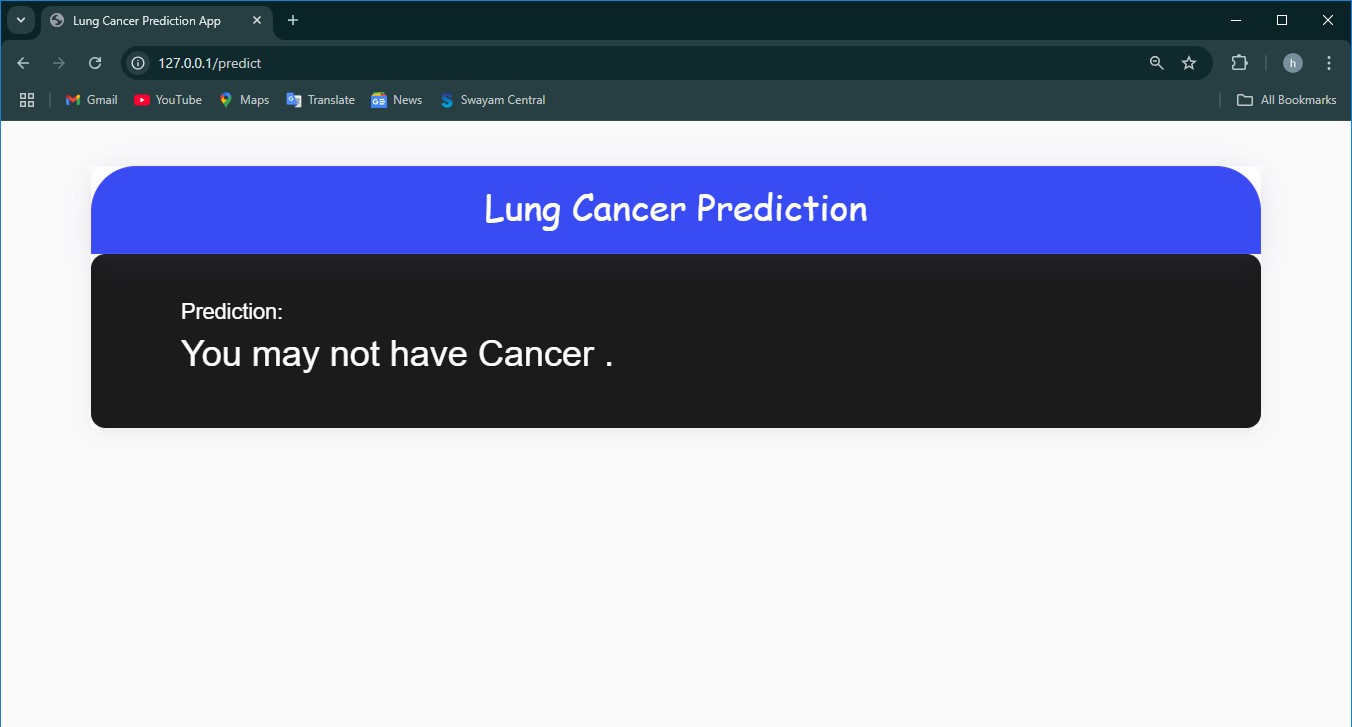 Lung Cancer Prediction App
127.0.0.1/predict
h
Gmail YouTube Maps Translate News Swayam Central All Bookmarks
Lung Cancer Prediction
Prediction:
You may not have Cancer .